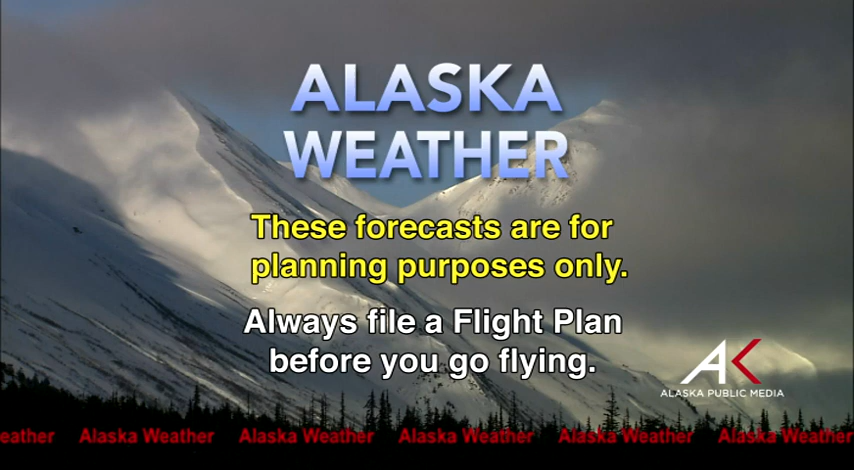 ALASKA
WEATHER
These forecasts are for
planning purposes only.
Always file a Flight Plan
before you go flying.
AK
ALASKA PUBLIC MEDIA
eather Alaska Weather Alaska Weather Alaska Weather Alaska Weather Alaska Weather